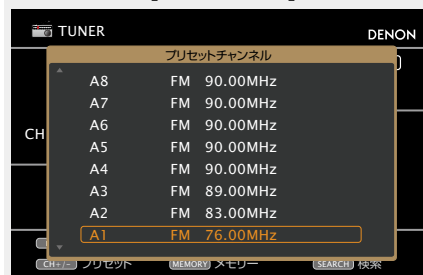 TUNER
DENON
プリセットチャンネル
A8 FM 90.00MHz
A7 FM 90.00MHz
A6 FM 90.00MHz
A5 FM 90.00MHz
A4 FM 90.00MHz
A3 FM 89.00MHz
A2 FM 83.00MHz
A1 FM 76.00MHz
CH
CH+/- プリセット MEMORY メモリー SEARCH 検索